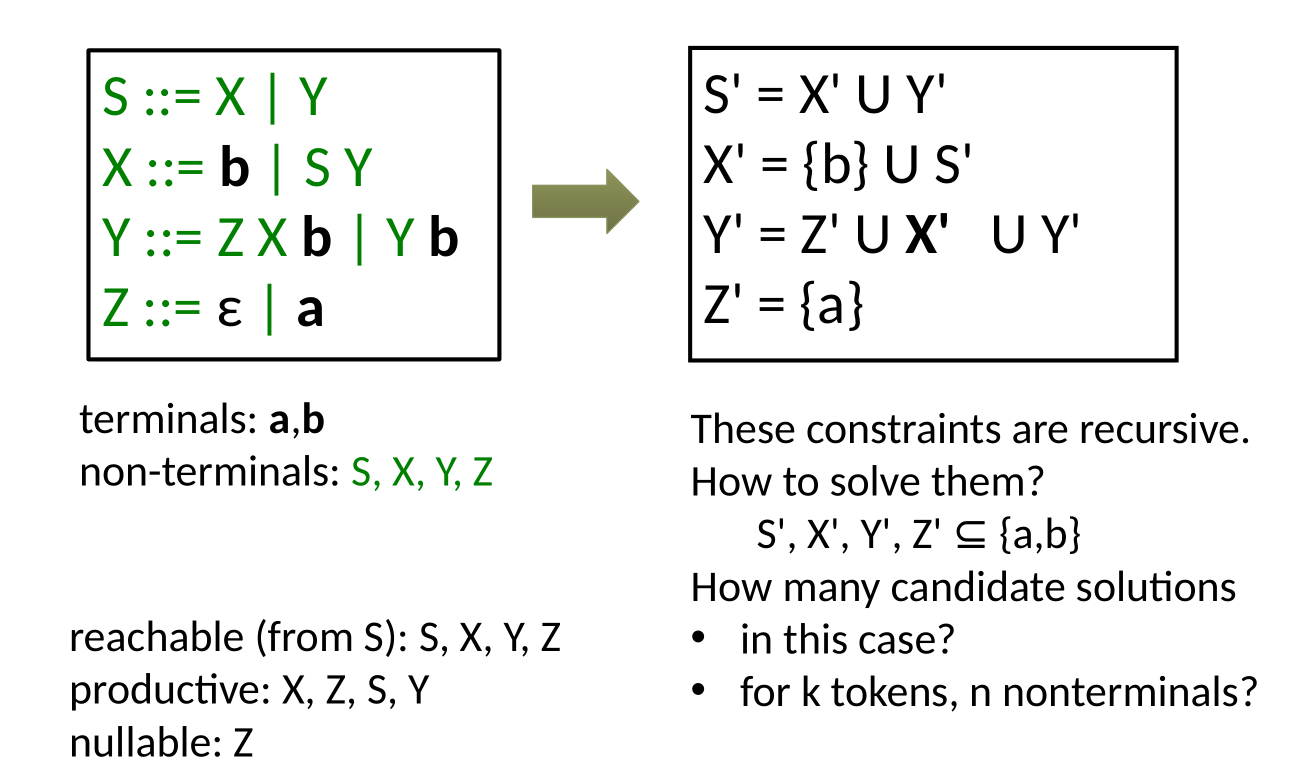 S ::= X | Y
X ::= b | S Y
Y ::= Z X b | Y b
Z ::= ε | a
S' = X' U Y'
X' = {b} U S'
Y' = Z' U X' U Y'
Z' = {a}
terminals: a,b
non-terminals: S, X, Y, Z
reachable (from S): S, X, Y, Z
productive: X, Z, S, Y
nullable: Z
These constraints are recursive.
How to solve them?
S', X', Y', Z' ⊆ {a,b}
How many candidate solutions
• in this case?
• for k tokens, n nonterminals?